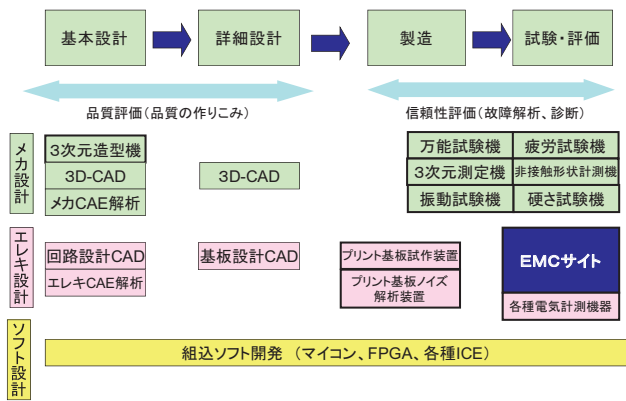 基本設計
詳細設計
製造
試験・評価
品質評価(品質の作りこみ)
信頼性評価(故障解析、診断)
メカ設計
3次元造型機
3D-CAD
メカCAE解析
3D-CAD
万能試験機
疲労試験機
3次元測定機
非接触形状計測機
振動試験機
硬さ試験機
エレキ設計
回路設計CAD
エレキCAE解析
基板設計CAD
プリント基板試作装置
プリント基板ノイズ
解析装置
EMCサイト
各種電気計測機器
ソフト設計
組込ソフト開発 (マイコン、FPGA、各種ICE)